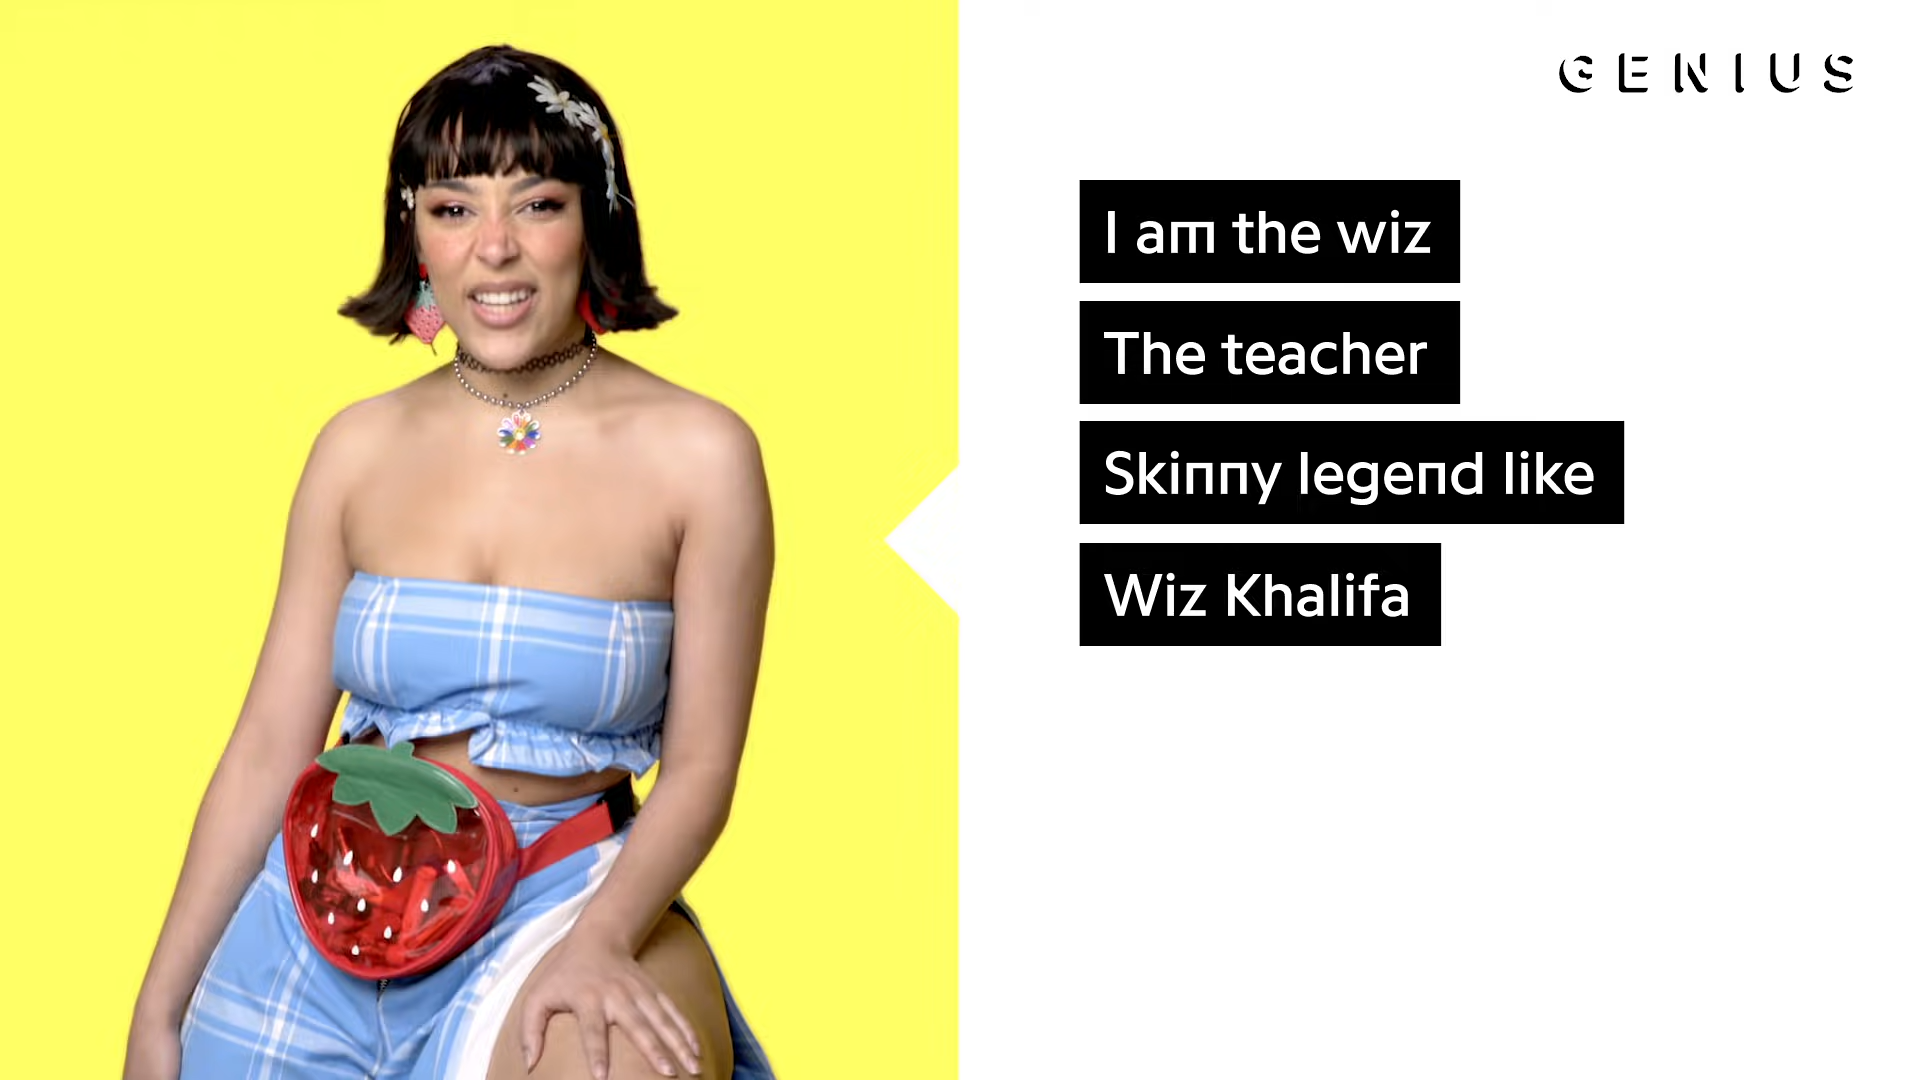 GENIUS
I am the wiz
The teacher
Skinny legend like
Wiz Khalifa